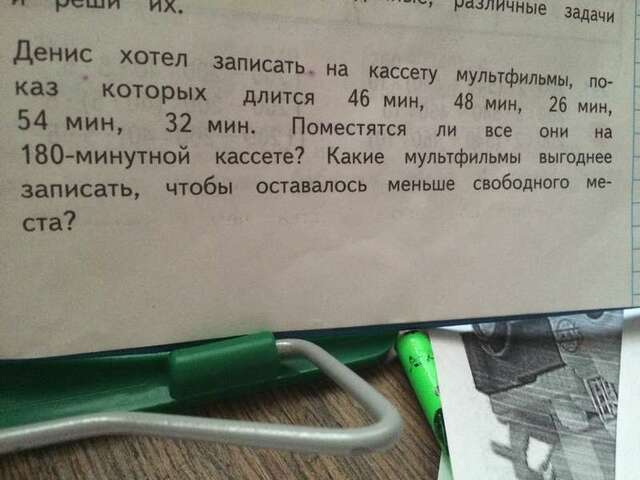 и реши их.
различные задачи
Денис хотел записать на кассету мультфильмы, по-
каз которых длится 46 мин, 48 мин, 26 мин,
54 мин, 32 мин. Поместятся ли все они на
180-минутной кассете? Какие мультфильмы выгоднее
записать, чтобы оставалось меньше свободного ме-
ста?